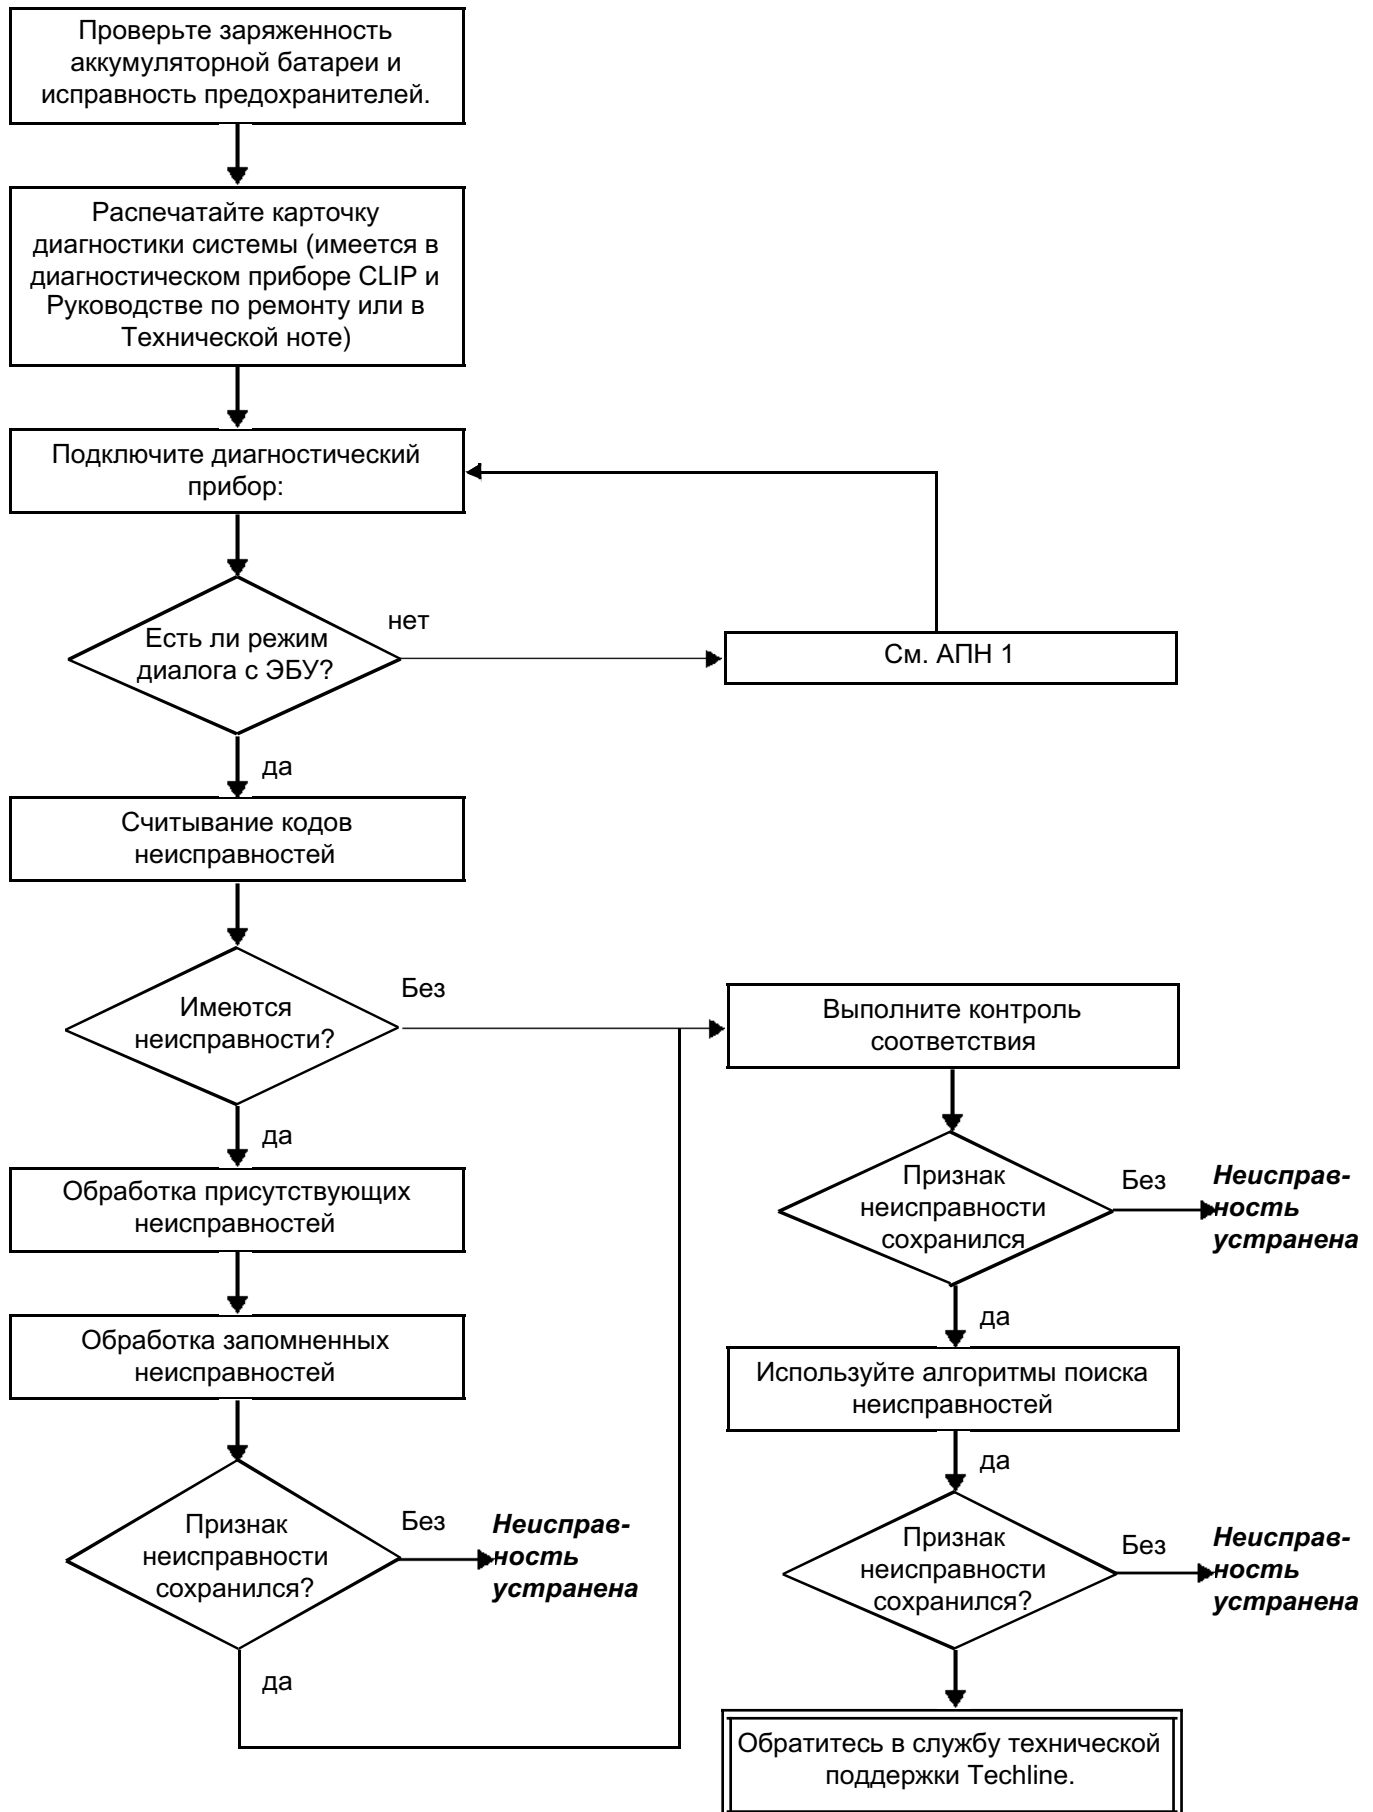 Проверьте заряженность
аккумуляторной батареи и
исправность предохранителей.
Распечатайте карточку
диагностики системы (имеется в
диагностическом приборе CLIP и
Руководстве по ремонту или в
Технической ноте)
Подключите диагностический
прибор:
Есть ли режим
диалога с ЭБУ?
нет
См. АПН 1
да
Считывание кодов
неисправностей
Имеются
неисправности?
Без
да
Обработка присутствующих
неисправностей
Обработка запомненных
неисправностей
Признак
неисправности
сохранился?
Без
Неисправ-
ность
устранена
да
Выполните контроль
соответствия
Признак
неисправности
сохранился
Без
Неисправ-
ность
устранена
да
Используйте алгоритмы поиска
неисправностей
да
Признак
неисправности
сохранился?
Без
Неисправ-
ность
устранена
Обратитесь в службу технической
поддержки Techline.